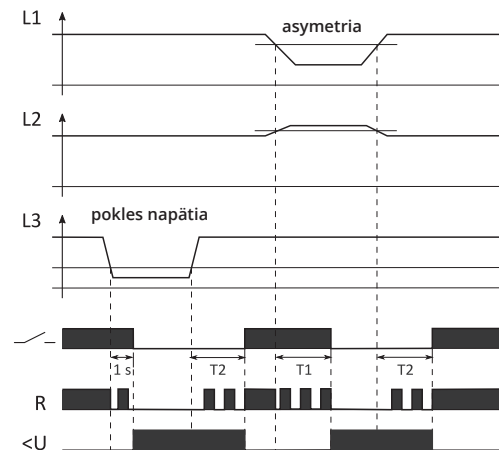 L1
asymetria
L2
L3
pokles napätia
1 s
T2
T1
T2
R
<U